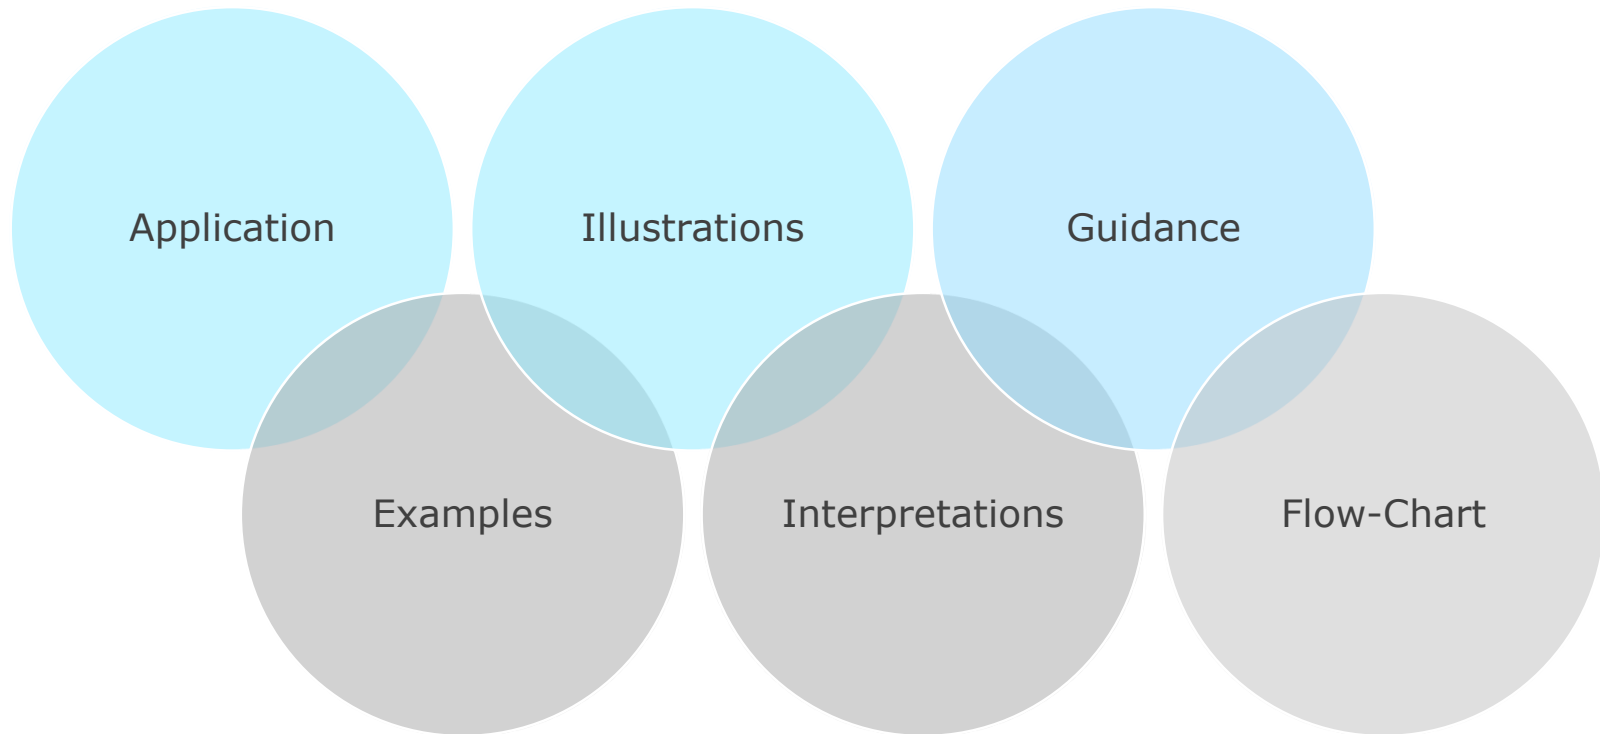 Application
Illustrations
Guidance
Examples
Interpretations
Flow-Chart